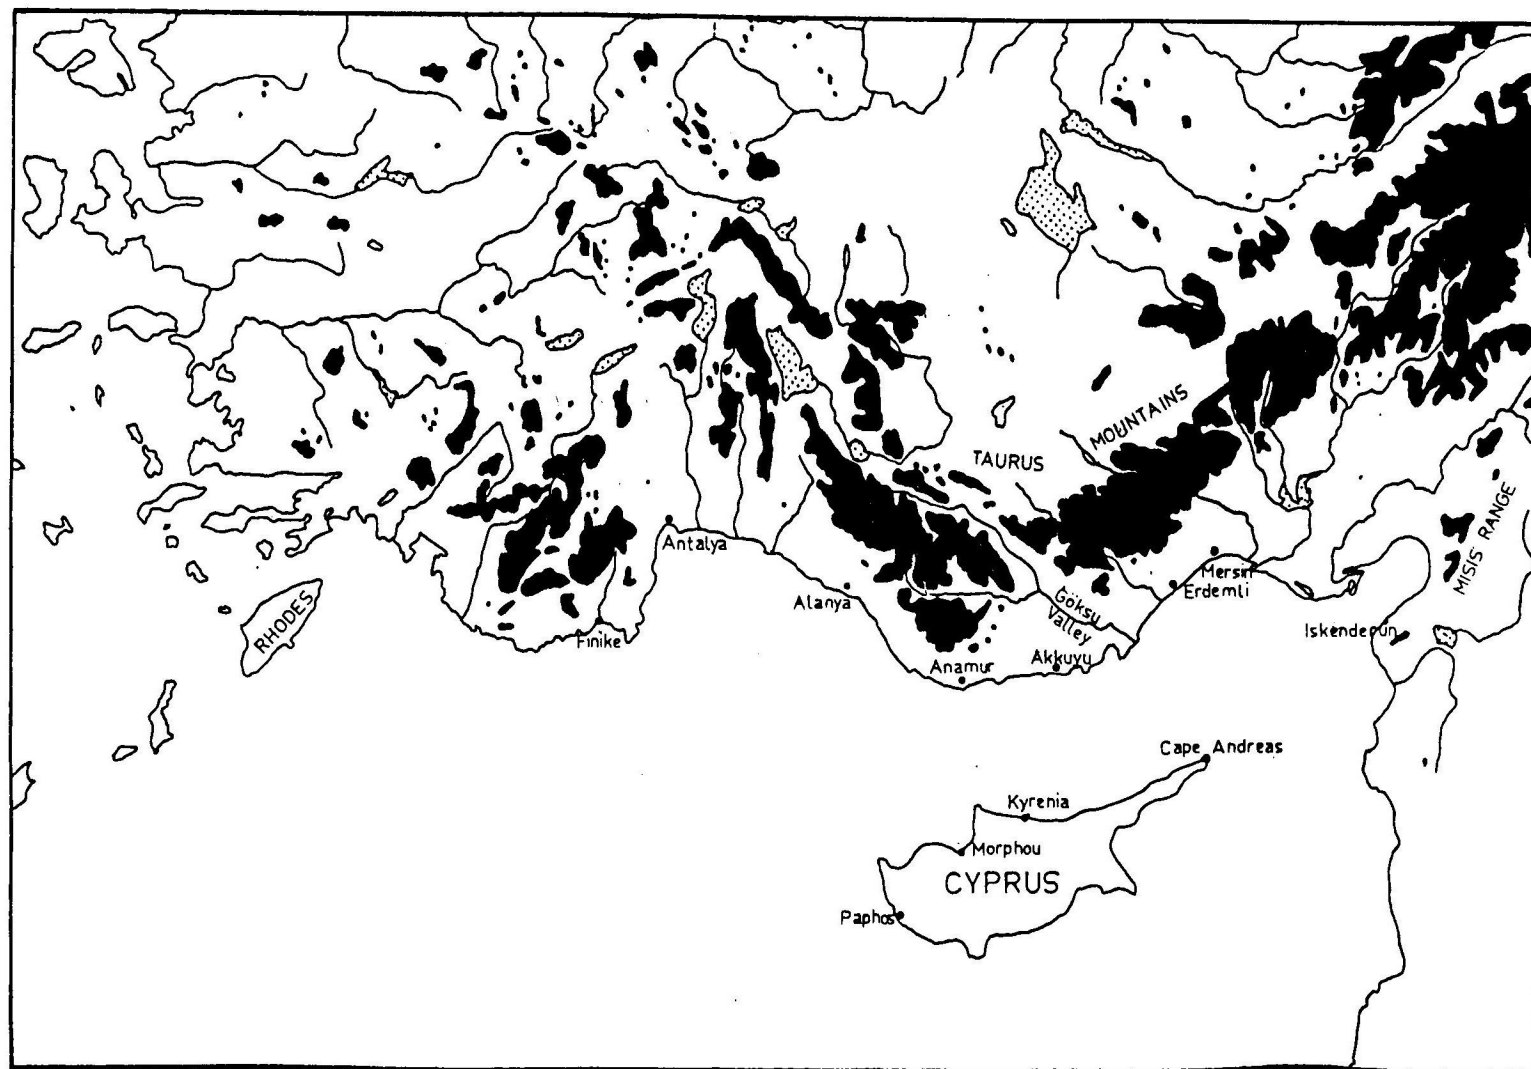 MOUNTAINS
TAURUS
MISIS RANGE
Antalya
Mersin
Erdemli
Alanya
Göksu
Valley
RHODES
Finike
Iskenderun
Anamur
Akkuyu
Cape Andreas
Kyrenia
Morphou
CYPRUS
Paphos